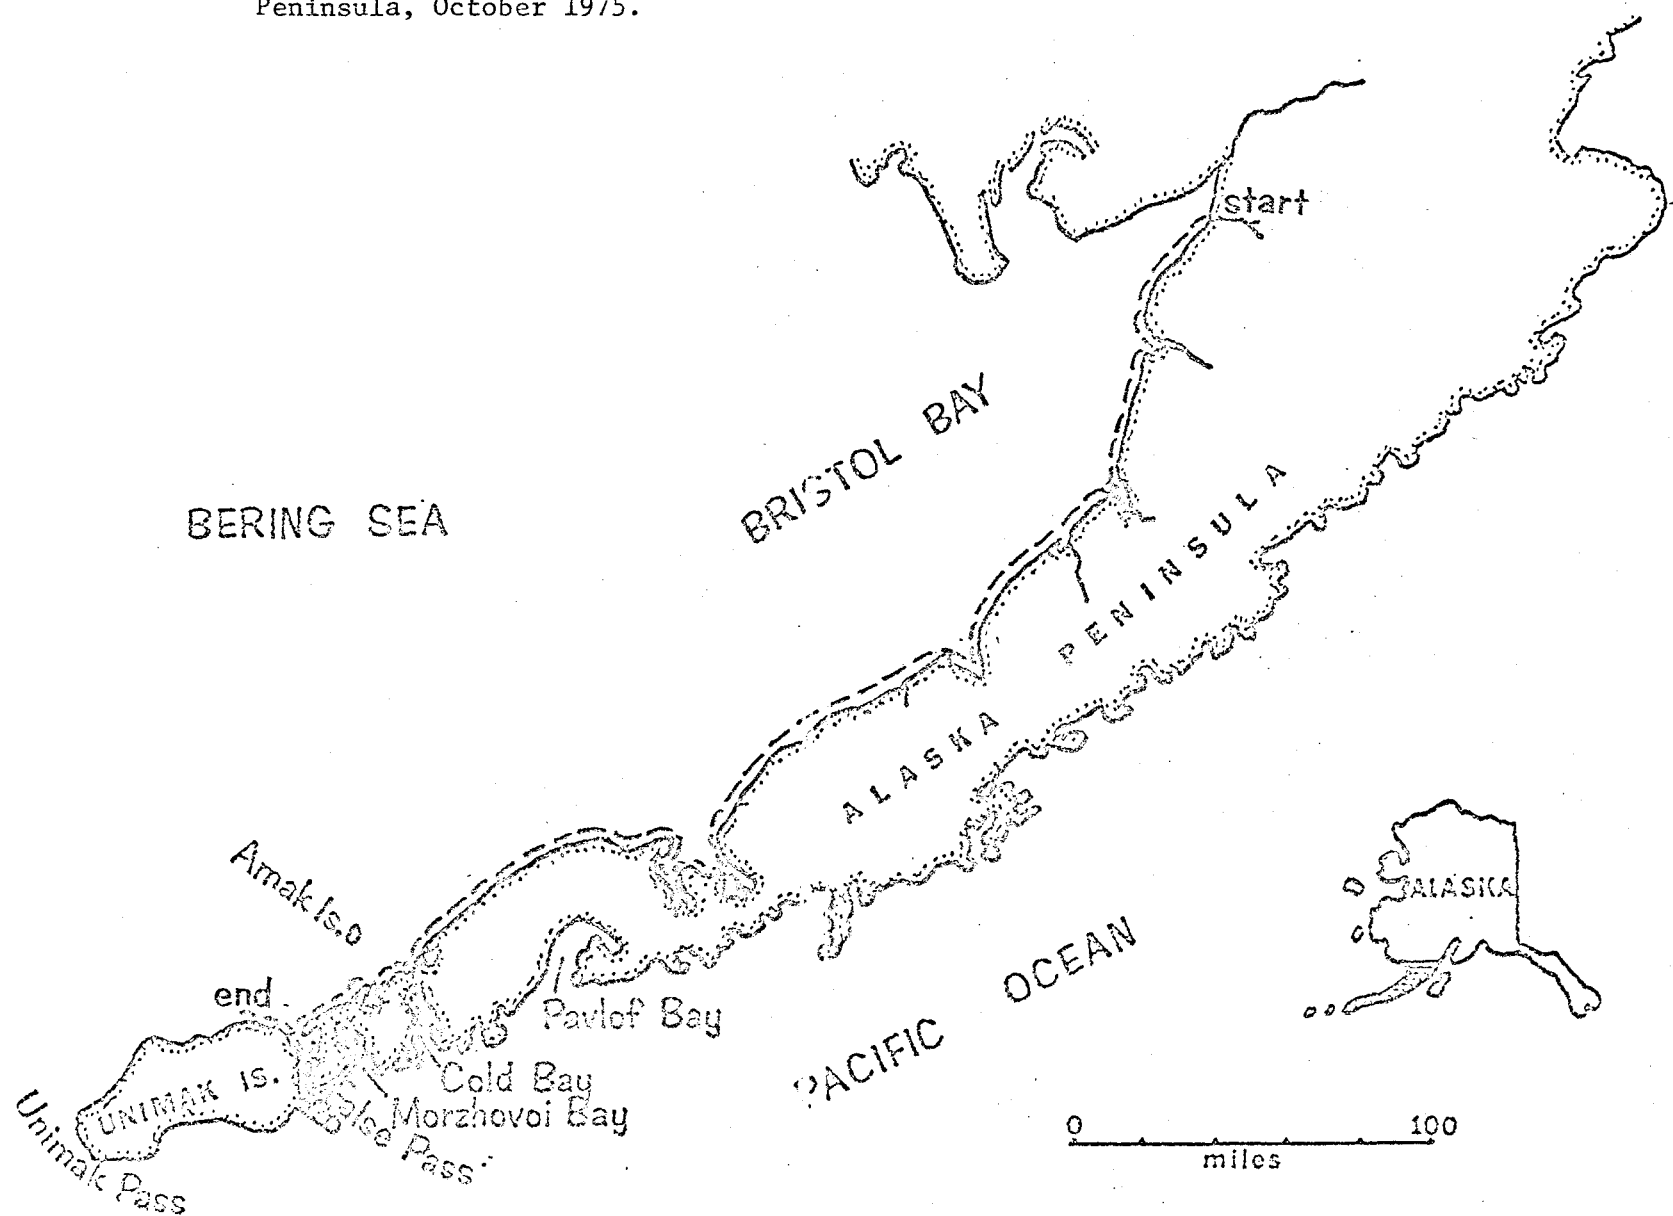 Peninsula, October 1975.
start
BRISTOL BAY
BERING SEA
ALASKA PENINSULA
Amak Is.
ALASKA
end
PACIFIC OCEAN
Pavlof Bay
UNIMAK IS.
Cold Bay
Morzhovoi Bay
Pass
Unimak Pass
0 100
miles